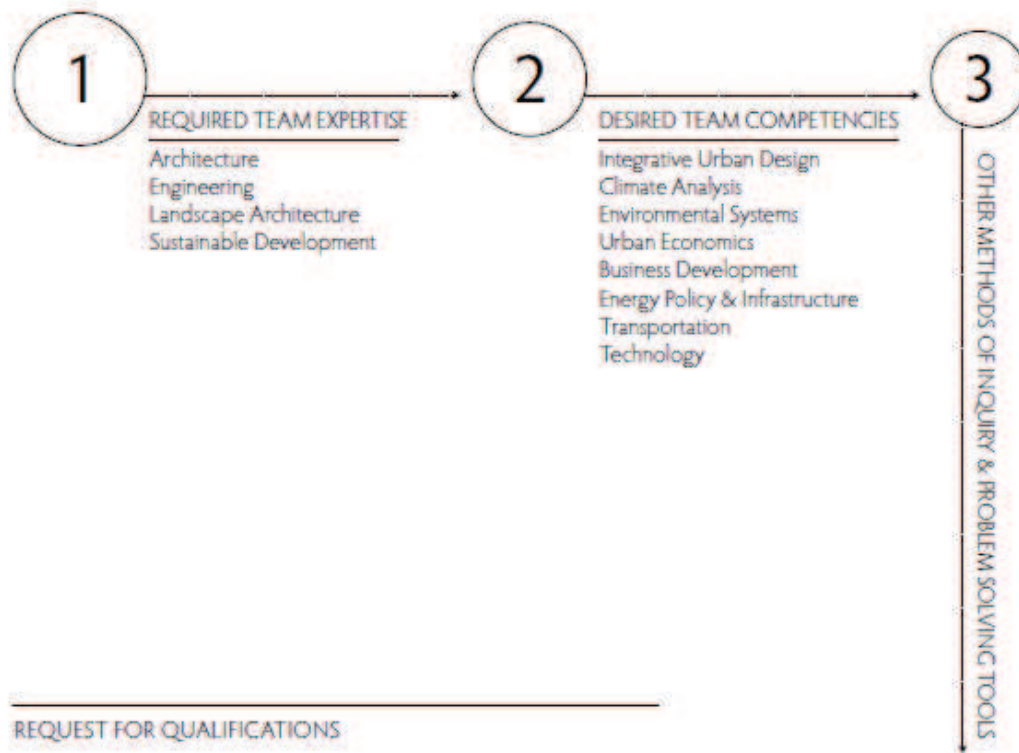 1
REQUIRED TEAM EXPERTISE
Architecture
Engineering
Landscape Architecture
Sustainable Development
2
DESIRED TEAM COMPETENCIES
Integrative Urban Design
Climate Analysis
Environmental Systems
Urban Economics
Business Development
Energy Policy & Infrastructure
Transportation
Technology
3
OTHER METHODS OF INQUIRY & PROBLEM SOLVING TOOLS
REQUEST FOR QUALIFICATIONS